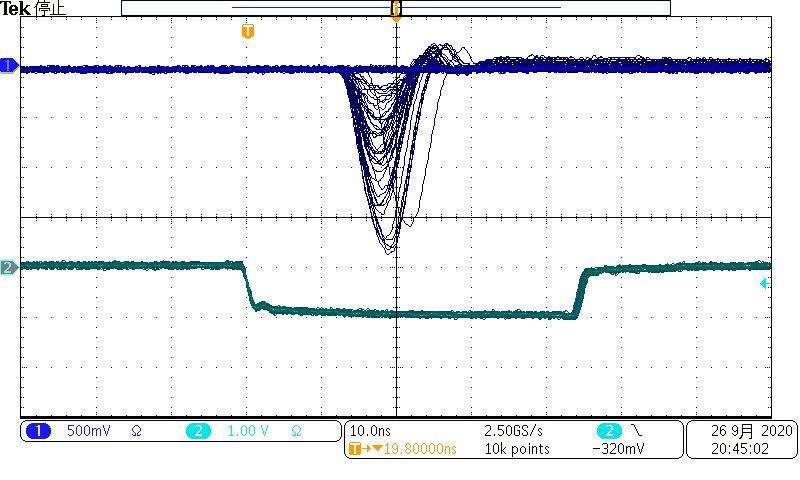 Tek 停止
T
1
2
1 500mV Ω 2 1.00 V Ω
10.0ns 2.50GS/s 2
T→▼19.80000ns 10k points −320mV
26 9月 2020
20:45:02